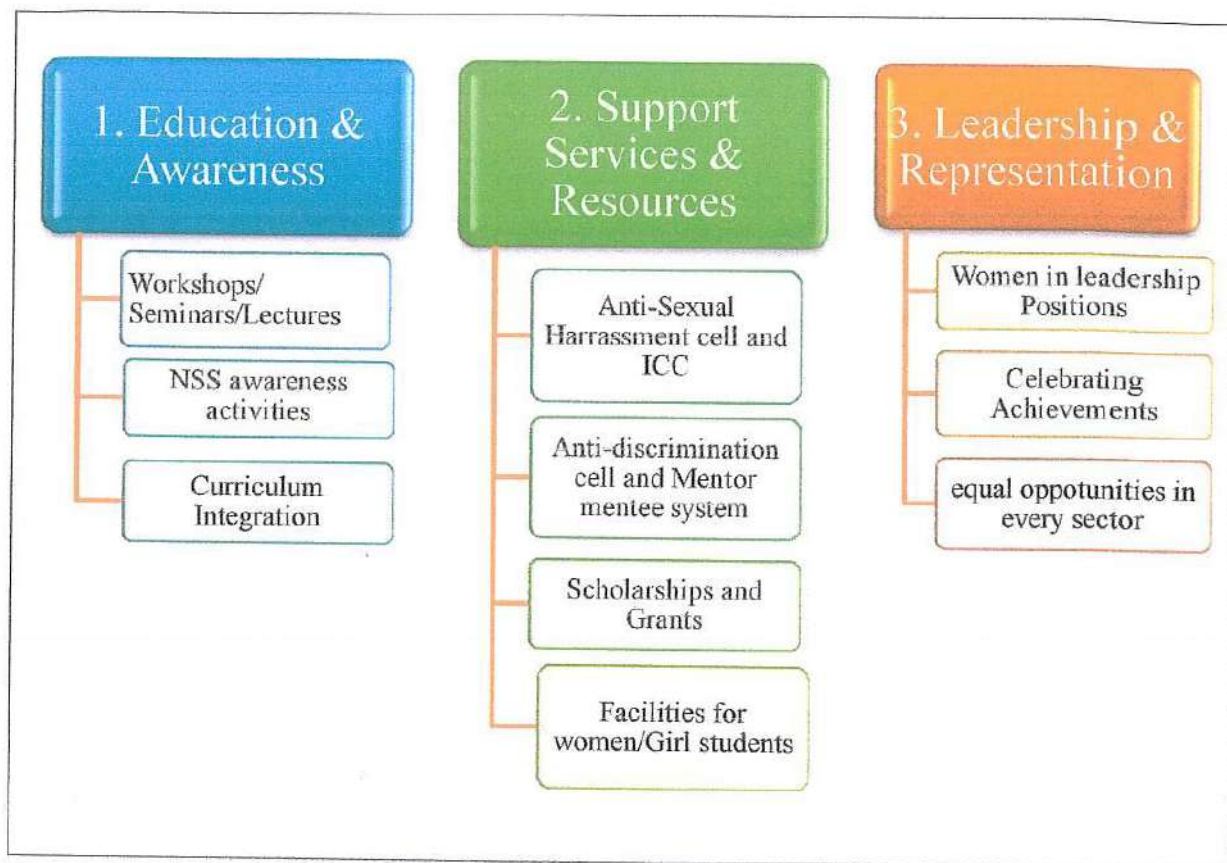 1. Education &
Awareness
Workshops/
Seminars/Lectures
NSS awareness
activities
Curriculum
Integration
2. Support
Services &
Resources
Anti-Sexual
Harrassment cell and
ICC
Anti-discrimination
cell and Mentor
mentee system
Scholarships and
Grants
Facilities for
women/Girl students
3. Leadership &
Representation
Women in leadership
Positions
Celebrating
Achievements
equal oppotunities in
every sector